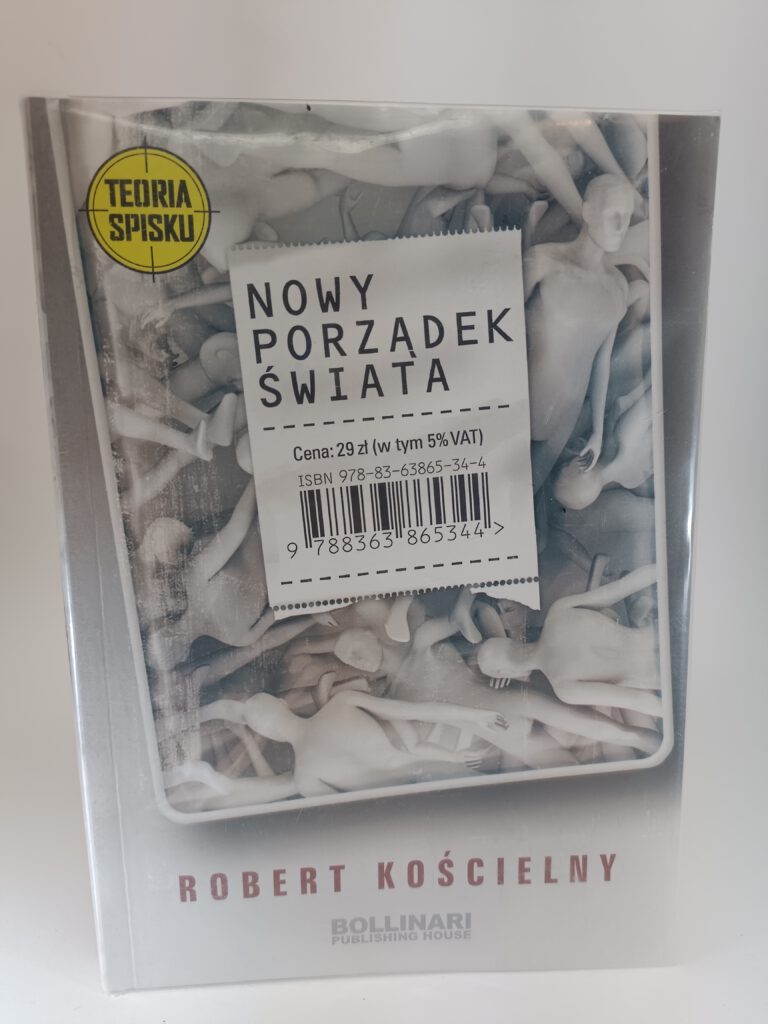 TEORIA
SPISKU
NOWY
PORZĄDEK
ŚWIATA
Cena: 29 zł (w tym 5% VAT)
ISBN 978-83-63865-34-4
9 788363 865344 >
ROBERT KOŚCIELNY
BOLLINARI
PUBLISHING HOUSE